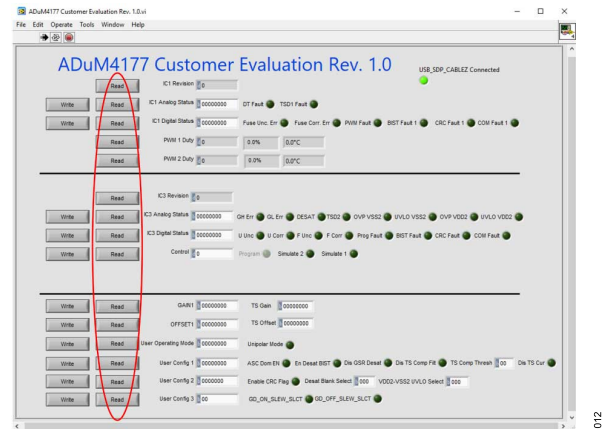 ADuM4177 Customer Evaluation Rev. 1.0.vi
File Edit Operate Tools Window Help
ADuM4177 Customer Evaluation Rev. 1.0
USB_SDP_CABLEZ Connected
Read IC1 Revision 0
Write Read IC1 Analog Status 00000000 DT Fault TSD1 Fault
Write Read IC1 Digital Status 00000000 Fuse Unc. Err Fuse Corr. Err PWM Fault BIST Fault 1 CRC Fault 1 COM Fault 1
Read PWM 1 Duty 0 0.0% 0.0°C
Read PWM 2 Duty 0 0.0% 0.0°C
Read IC3 Revision 0
Write Read IC3 Analog Status 00000000 GH Err GL Err DESAT TSD2 OVP VSS2 UVLO VSS2 OVP VDD2 UVLO VDD2
Write Read IC3 Digital Status 00000000 U Unc U Corr F Unc F Corr Prog Fault BIST Fault CRC Fault COM Fault
Write Read Control 0 Program Simulate 2 Simulate 1
Write Read GAIN1 00000000 TS Gain 00000000
Write Read OFFSET1 00000000 TS Offset 00000000
Write Read User Operating Mode 00000000 Unipolar Mode
Write Read User Config 1 00000000 ASC Dom EN En Desat BIST Dis GSR Desat Dis TS Comp Filt TS Comp Thresh 00 Dis TS Cur
Write Read User Config 2 00000000 Enable CRC Flag Desat Blank Select 000 VDD2-VSS2 UVLO Select 000
Write Read User Config 3 00 GD_ON_SLEW_SLCT GD_OFF_SLEW_SLCT
012